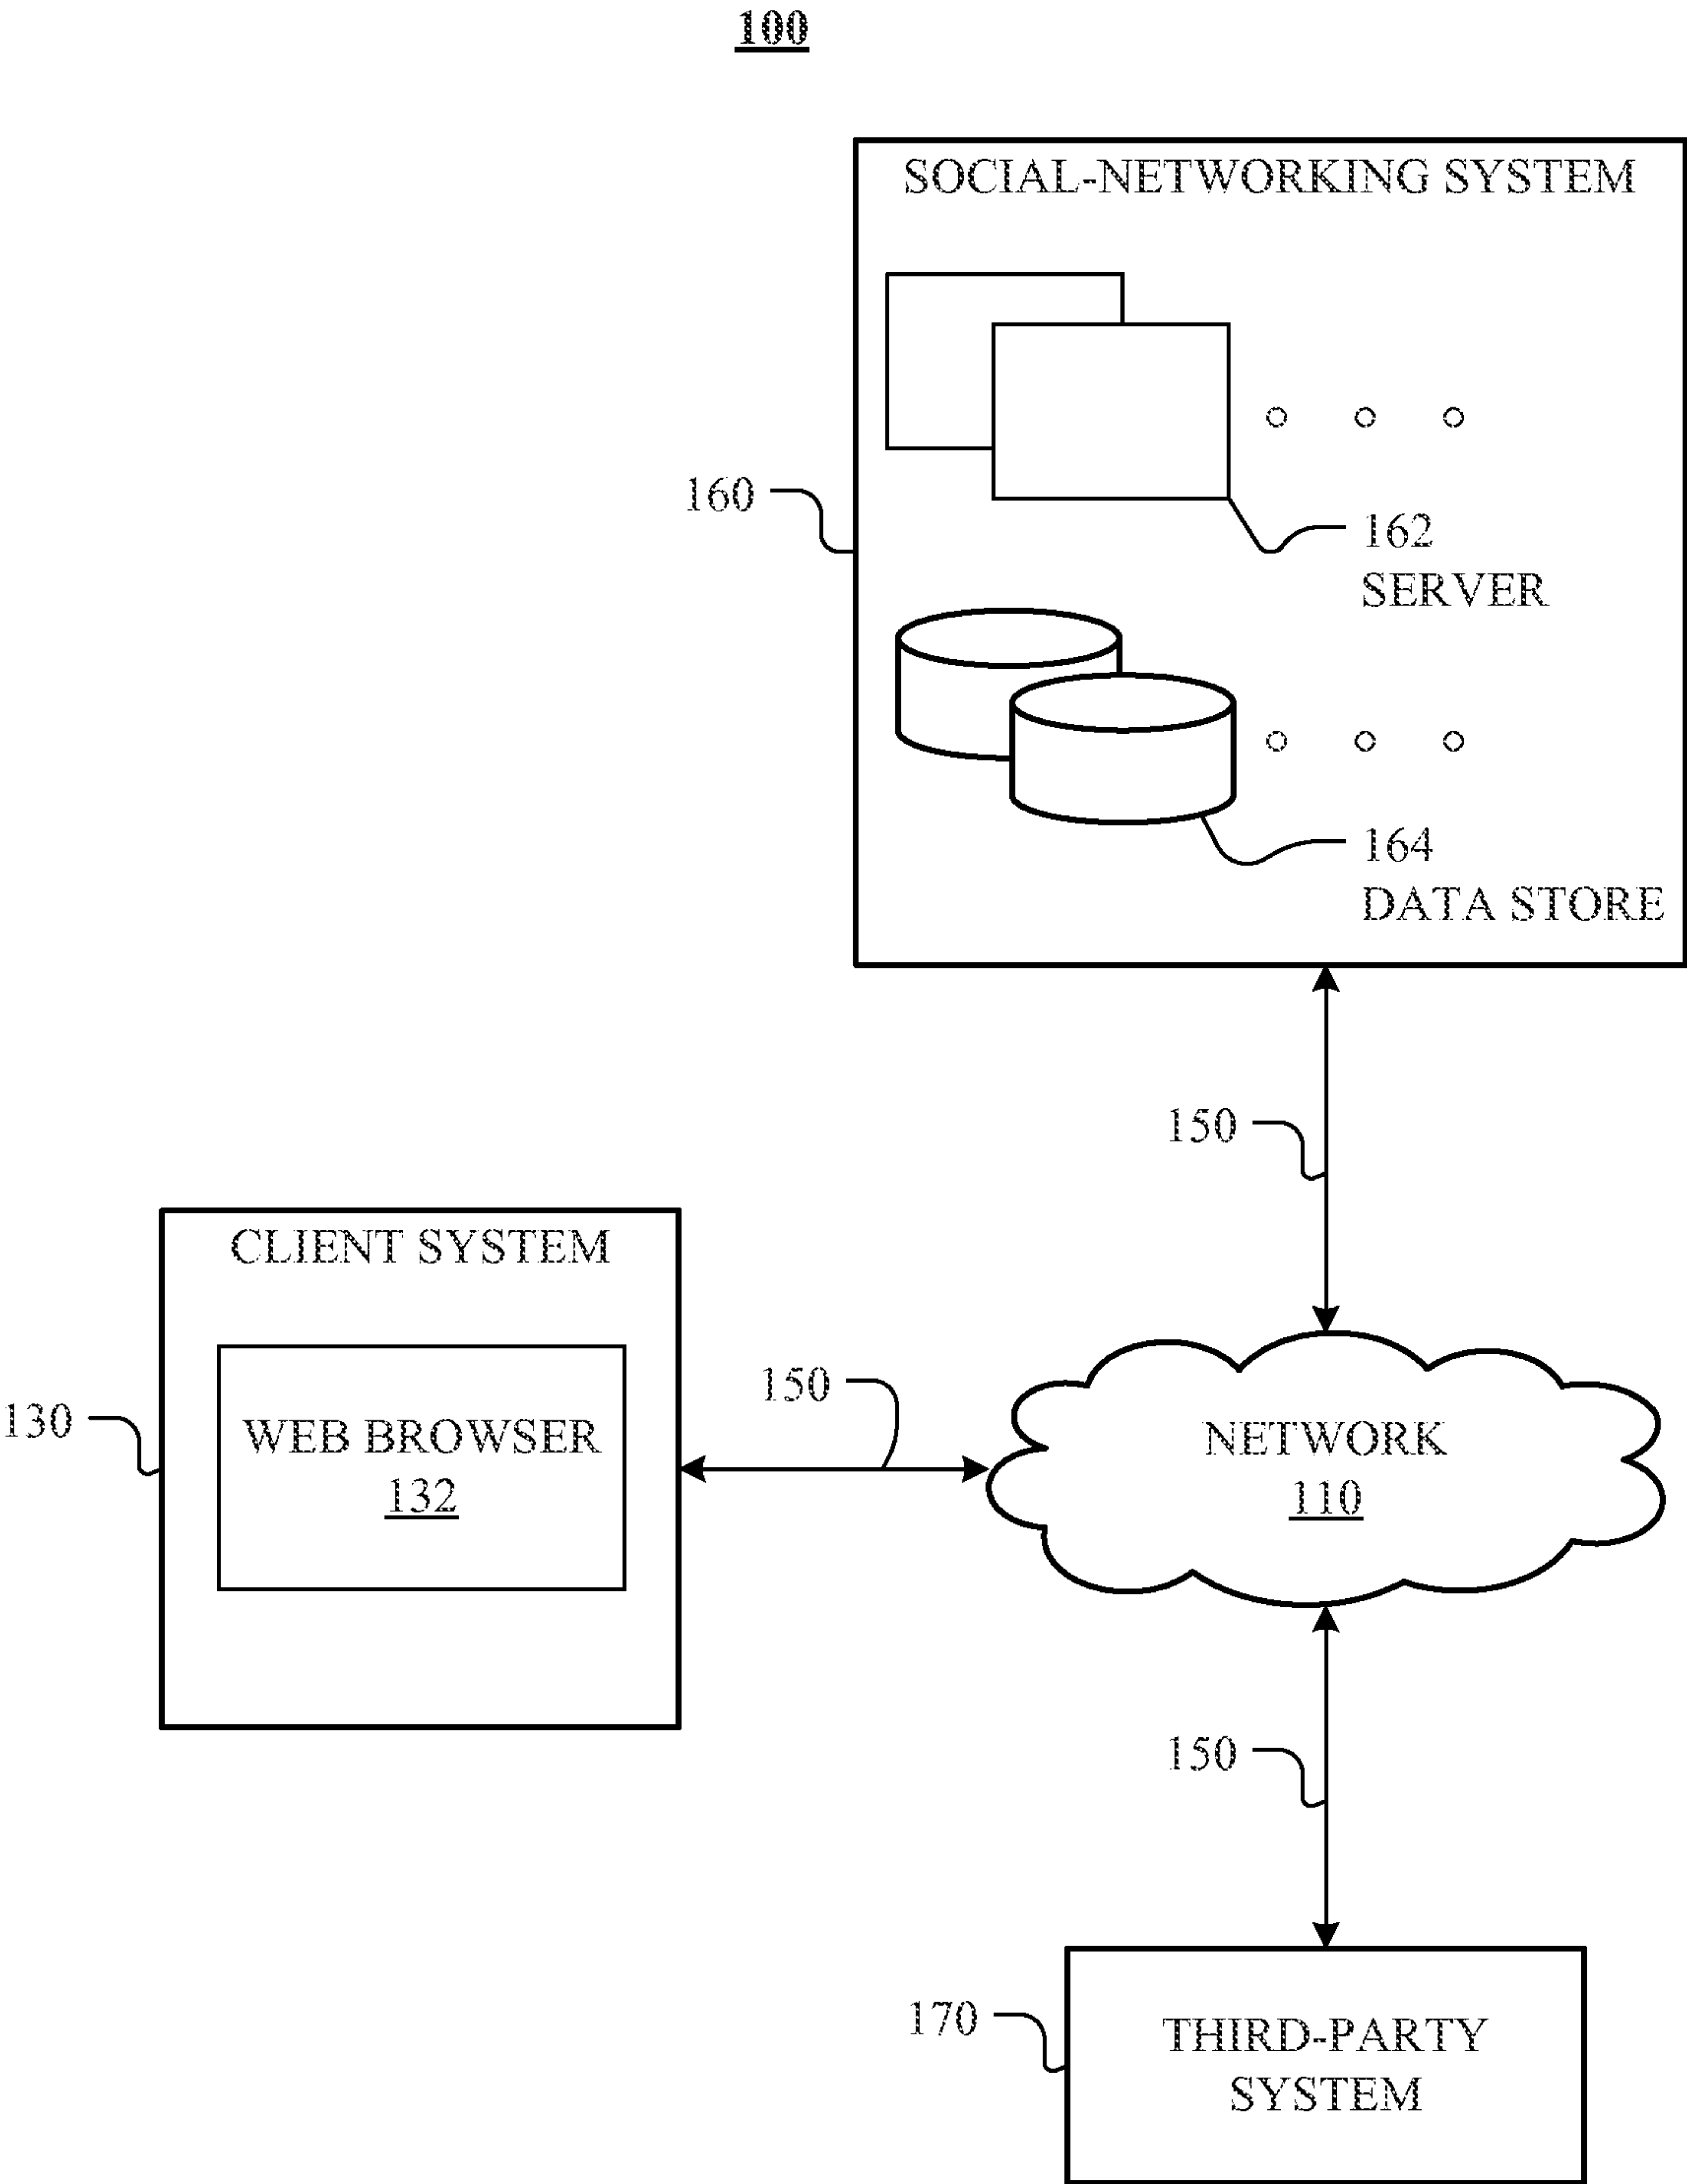 100
SOCIAL-NETWORKING SYSTEM
160
162
SERVER
164
DATA STORE
150
CLIENT SYSTEM
130
WEB BROWSER
132
150
NETWORK
110
150
170
THIRD-PARTY
SYSTEM